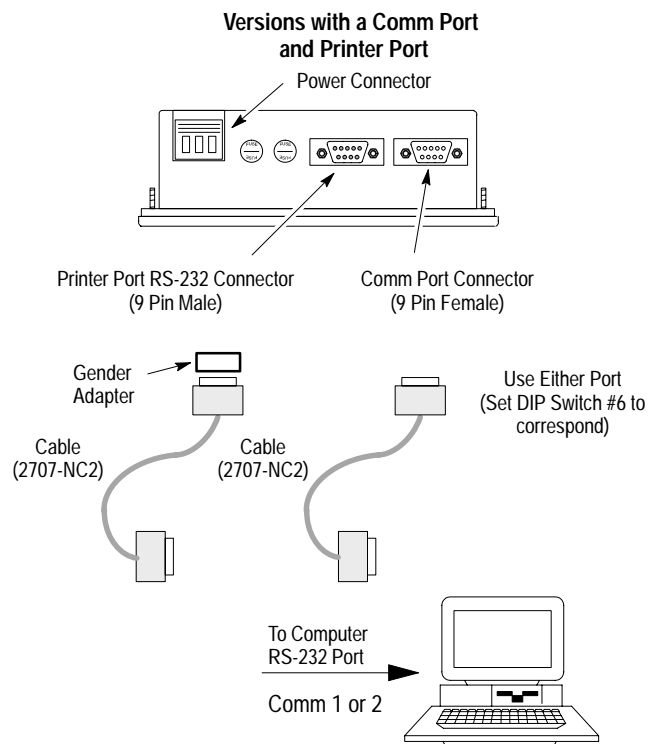 Versions with a Comm Port
and Printer Port
Power Connector
FUSE
FUSE
Printer Port RS-232 Connector
(9 Pin Male)
Comm Port Connector
(9 Pin Female)
Gender
Adapter
Use Either Port
(Set DIP Switch #6 to
correspond)
Cable
(2707-NC2)
Cable
(2707-NC2)
To Computer
RS-232 Port
Comm 1 or 2